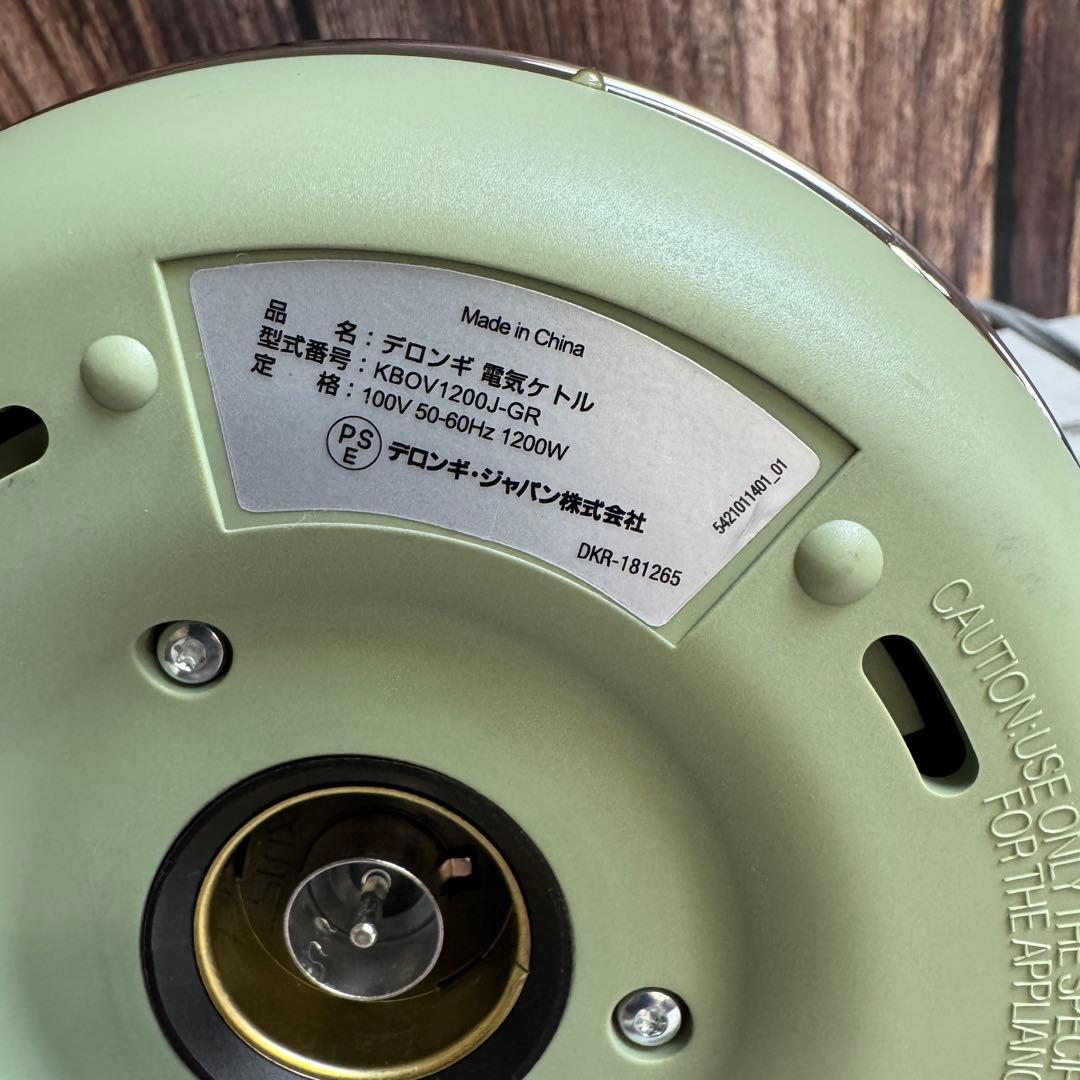 Made in China
品 名：デロンギ 電気ケトル
型式番号：KBOV1200J-GR
定 格：100V 50-60Hz 1200W
PSE デロンギ・ジャパン株式会社
DKR-181265
5421011401_01
CAUTION:USE ONLY THE SPECIF
FOR THE APPLIANC